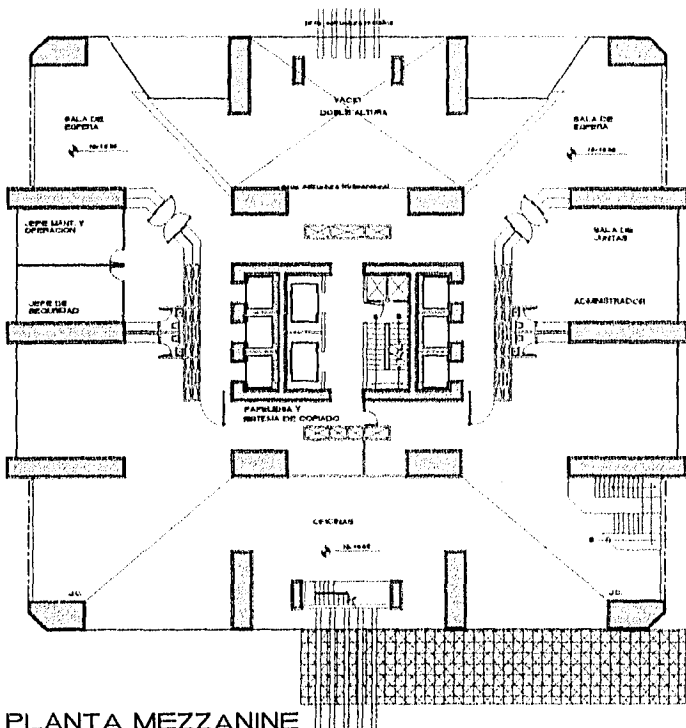 VACIO
DOBLE ALTURA
SALA DE
ESPERA
SALA DE
ESPERA
JEFE MANT. Y
OPERACION
SALA DE
JUNTAS
JEFE DE
SEGURIDAD
ADMINISTRADOR
PAPELERIA Y
SISTEMA DE COPIADO
OFICINAS
PLANTA MEZZANINE